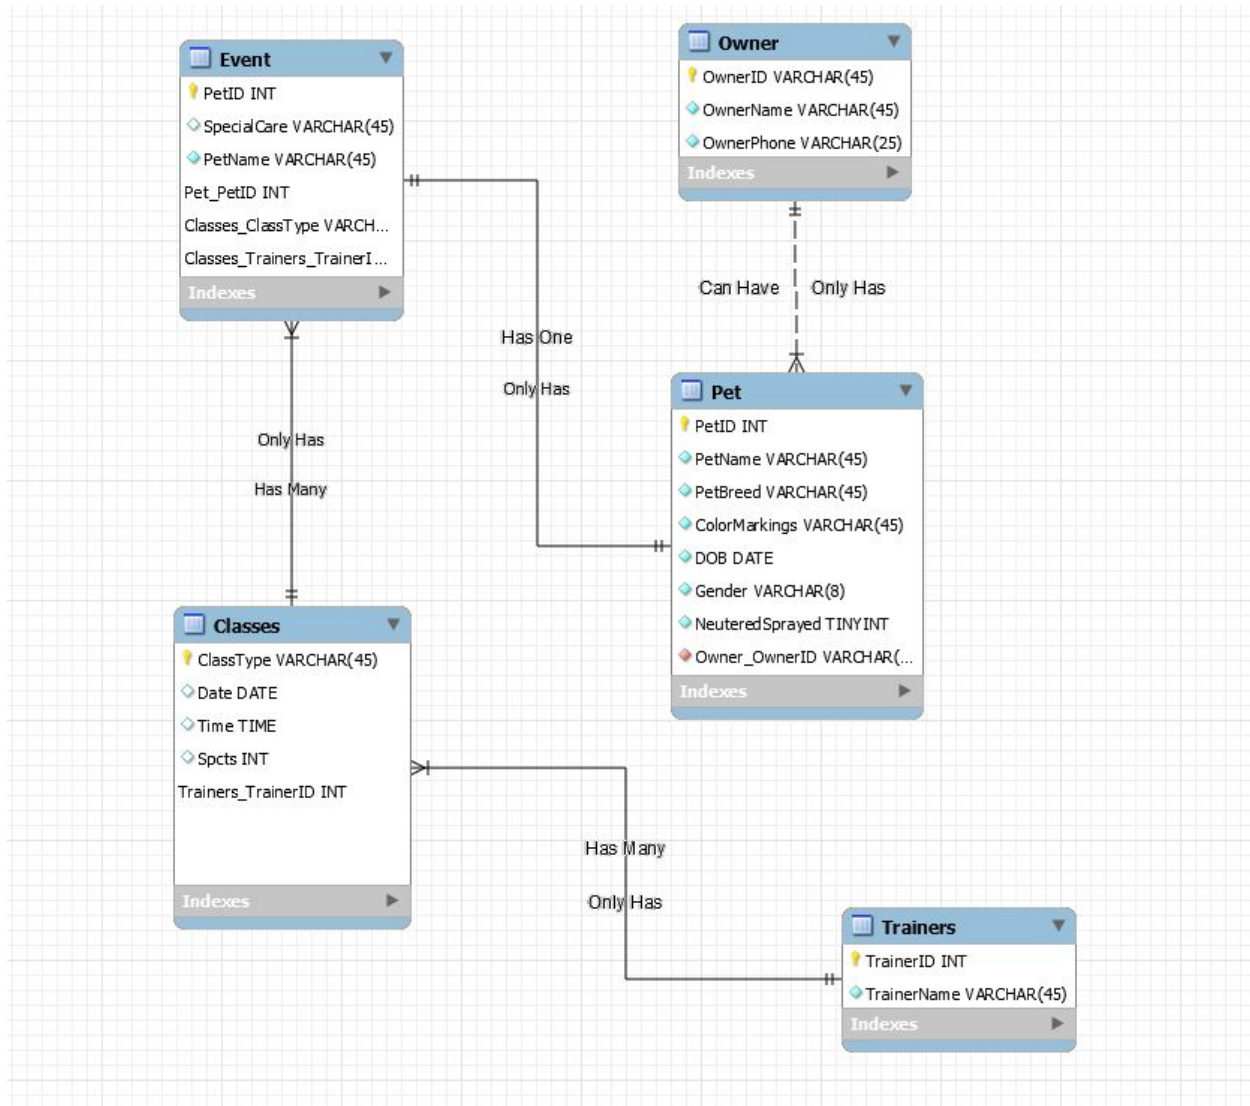 Event
PetID INT
SpecialCare VARCHAR(45)
PetName VARCHAR(45)
Pet_PetID INT
Classes_ClassType VARCH...
Classes_Trainers_TrainerI...
Indexes
Owner
OwnerID VARCHAR(45)
OwnerName VARCHAR(45)
OwnerPhone VARCHAR(25)
Indexes
Can Have
Only Has
Has One
Only Has
Pet
PetID INT
PetName VARCHAR(45)
PetBreed VARCHAR(45)
ColorMarkings VARCHAR(45)
DOB DATE
Gender VARCHAR(8)
NeuteredSprayed TINYINT
Owner_OwnerID VARCHAR(...
Indexes
Only Has
Has Many
Classes
ClassType VARCHAR(45)
Date DATE
Time TIME
Spcts INT
Trainers_TrainerID INT
Indexes
Has Many
Only Has
Trainers
TrainerID INT
TrainerName VARCHAR(45)
Indexes